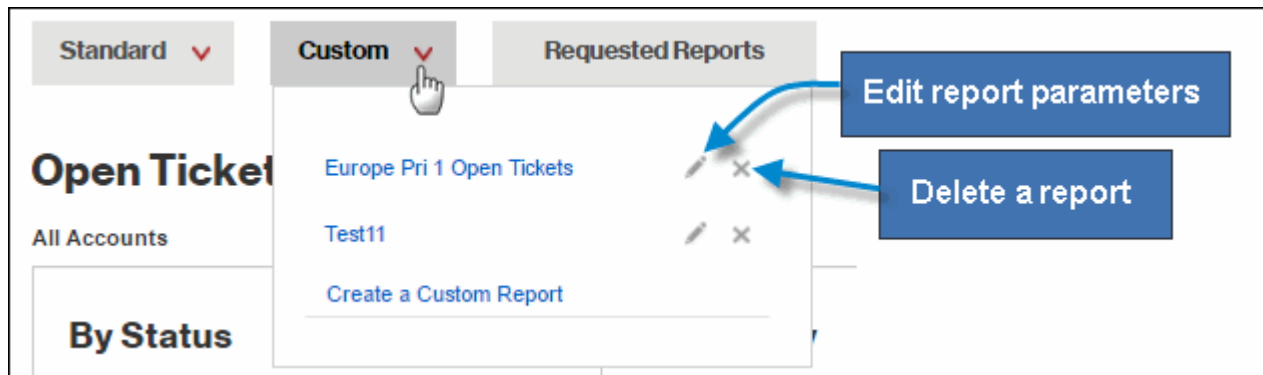 Standard
Custom
Requested Reports
Edit report parameters
Europe Pri 1 Open Tickets
Delete a report
Open Ticket
All Accounts
Test11
Create a Custom Report
By Status